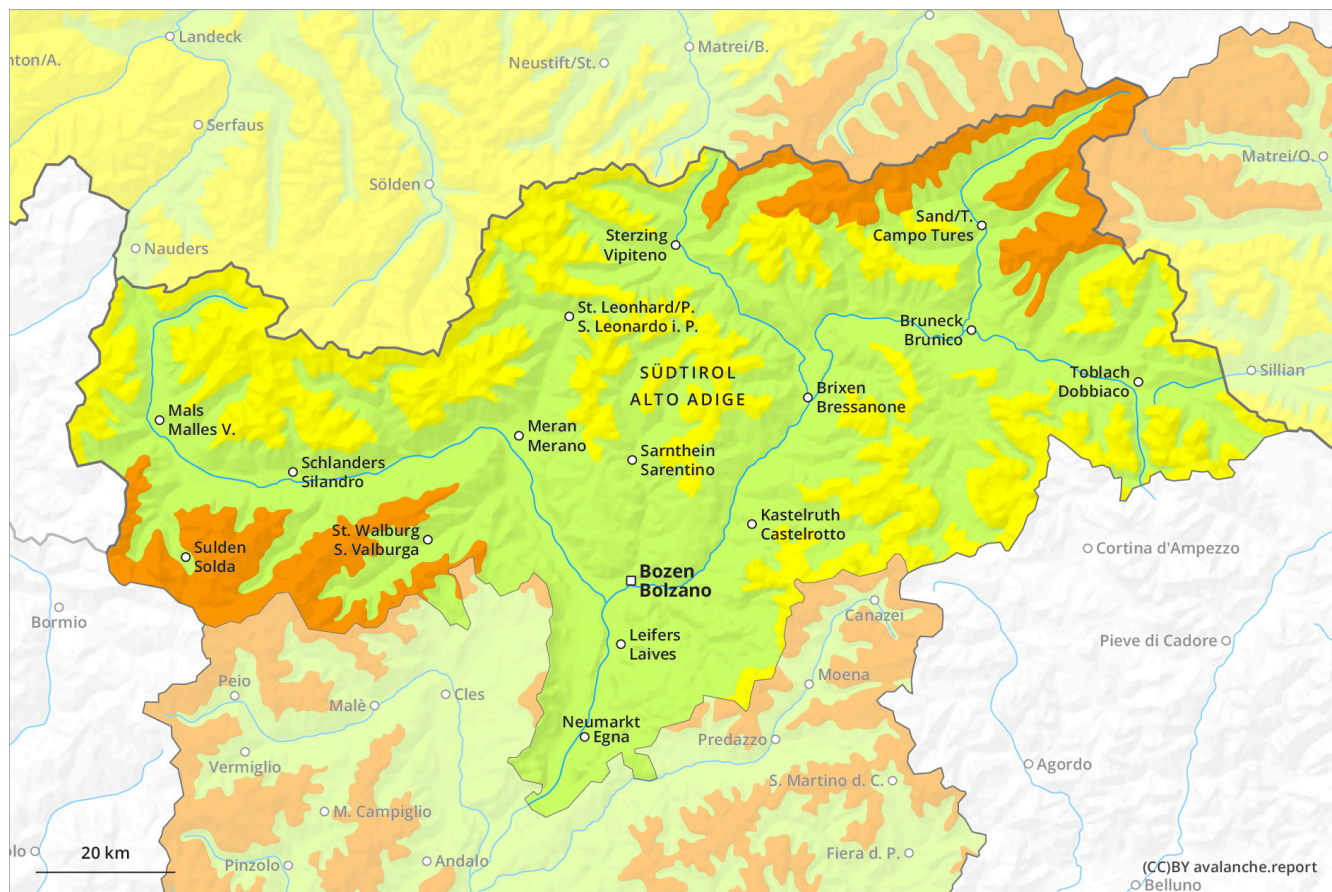 Landeck
nton/A.
Neustift/St.
Matrei/B.
Serfaus
Matrei/O.
Sölden
Nauders
Sand/T.
Campo Tures
Sterzing
Vipiteno
St. Leonhard/P.
S. Leonardo i. P.
Bruneck
Brunico
SÜDTIROL
ALTO ADIGE
Toblach
Dobbiaco
Sillian
Brixen
Bressanone
Mals
Malles V.
Meran
Merano
Sarnthein
Sarentino
Schlanders
Silandro
Kastelruth
Castelrotto
St. Walburg
S. Valburga
Sulden
Solda
Cortina d'Ampezzo
Bozen
Bolzano
Bormio
Canazei
Leifers
Laives
Pieve di Cadore
Peio
Moena
Cles
Malè
Neumarkt
Egna
Predazzo
Vermiglio
Agordo
S. Martino d. C.
M. Campiglio
lo
20 km
Pinzolo
Andalo
Fiera d. P.
(CC)BY avalanche.report
Belluno